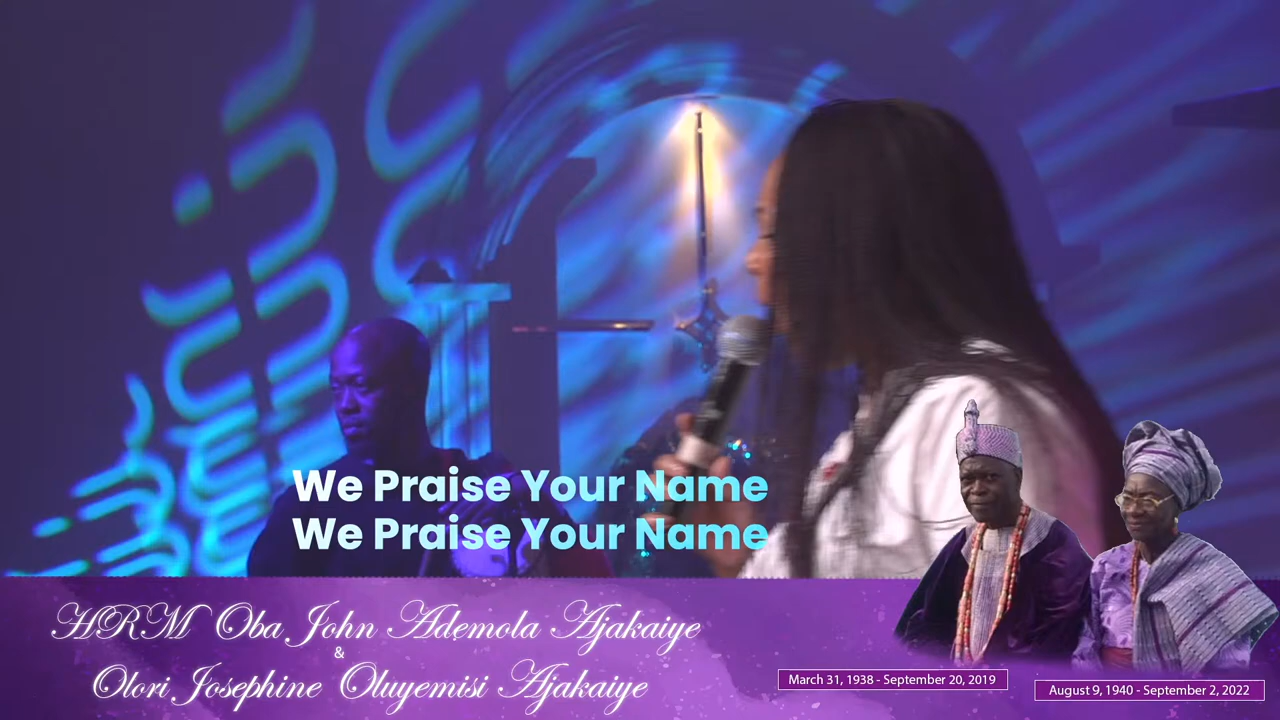 We Praise Your Name
We Praise Your Name
HRM Oba John Ademola Ajakaiye
&
Olori Josephine Oluyemisi Ajakaiye
March 31, 1938 - September 20, 2019
August 9, 1940 - September 2, 2022